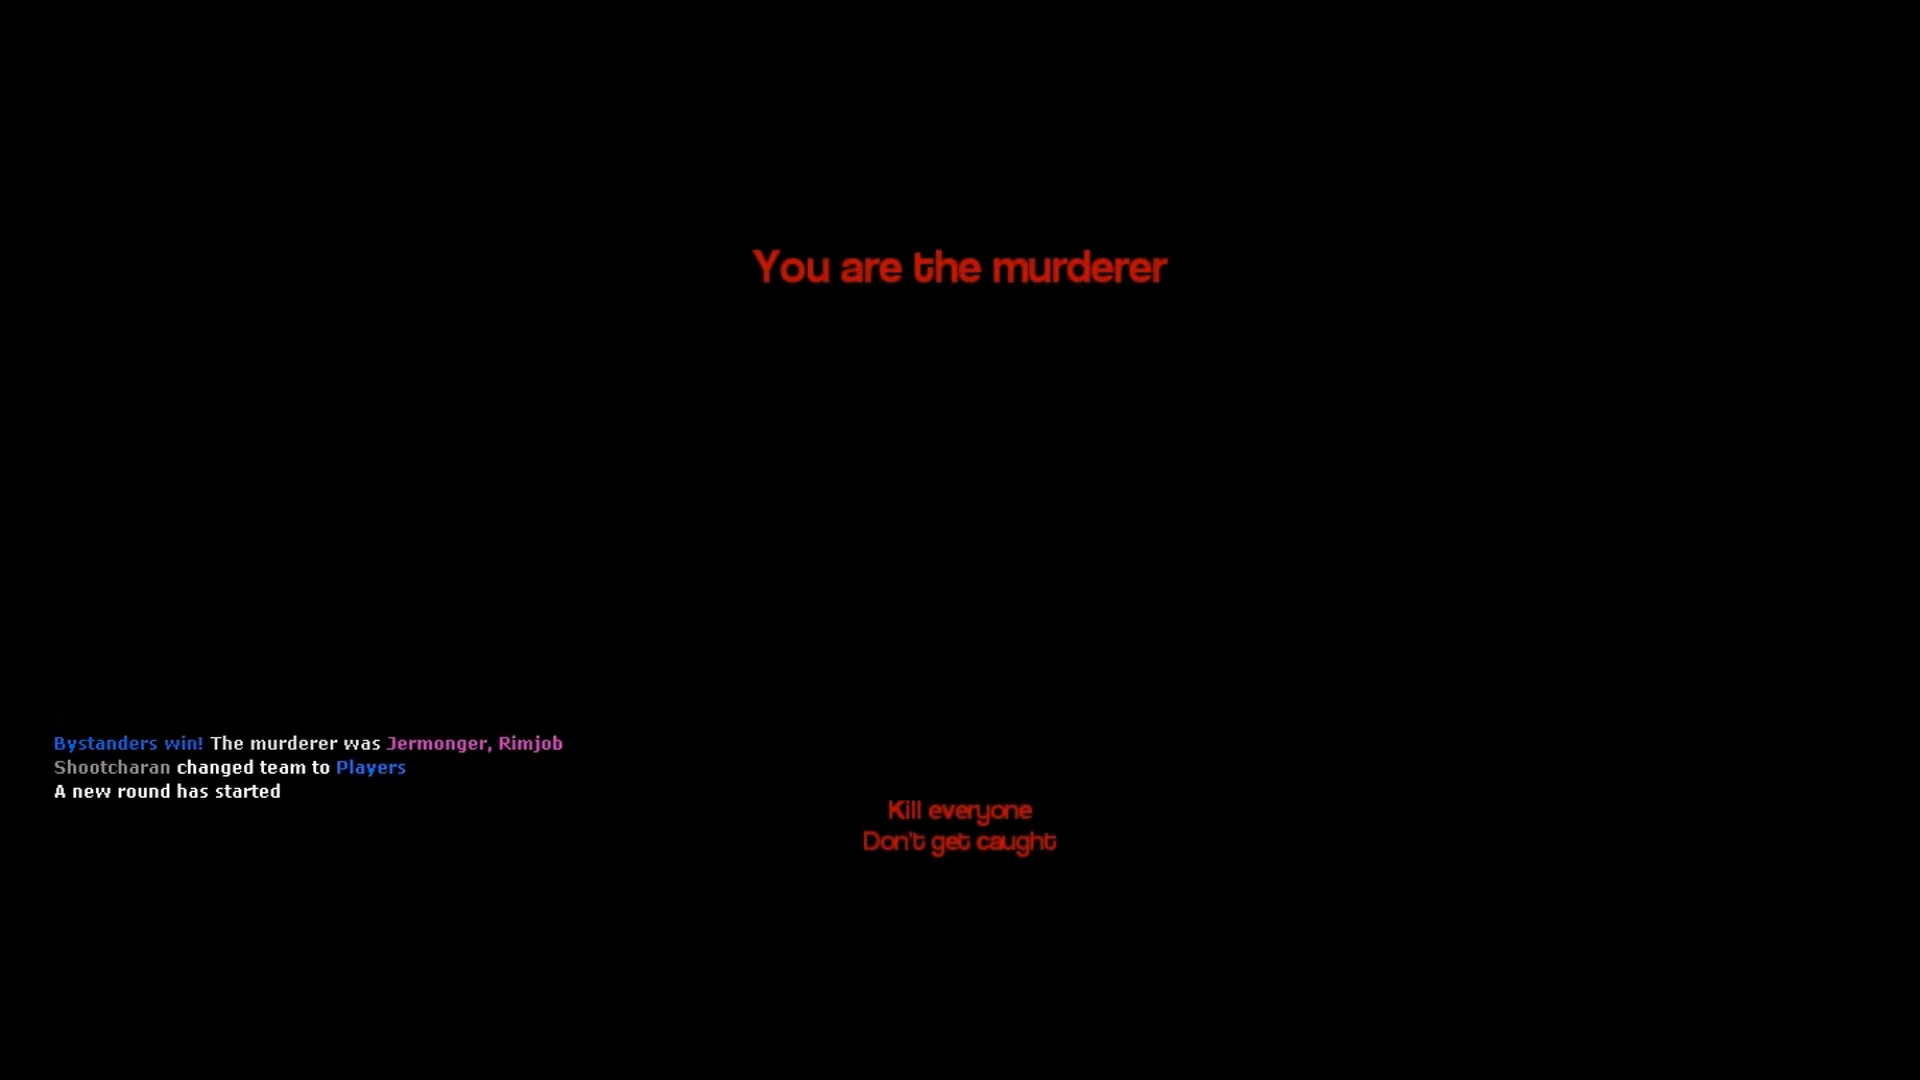 You are the murderer
Bystanders win! The murderer was Jermonger, Rimjob
Shootcharan changed team to Players
A new round has started
Kill everyone
Don't get caught